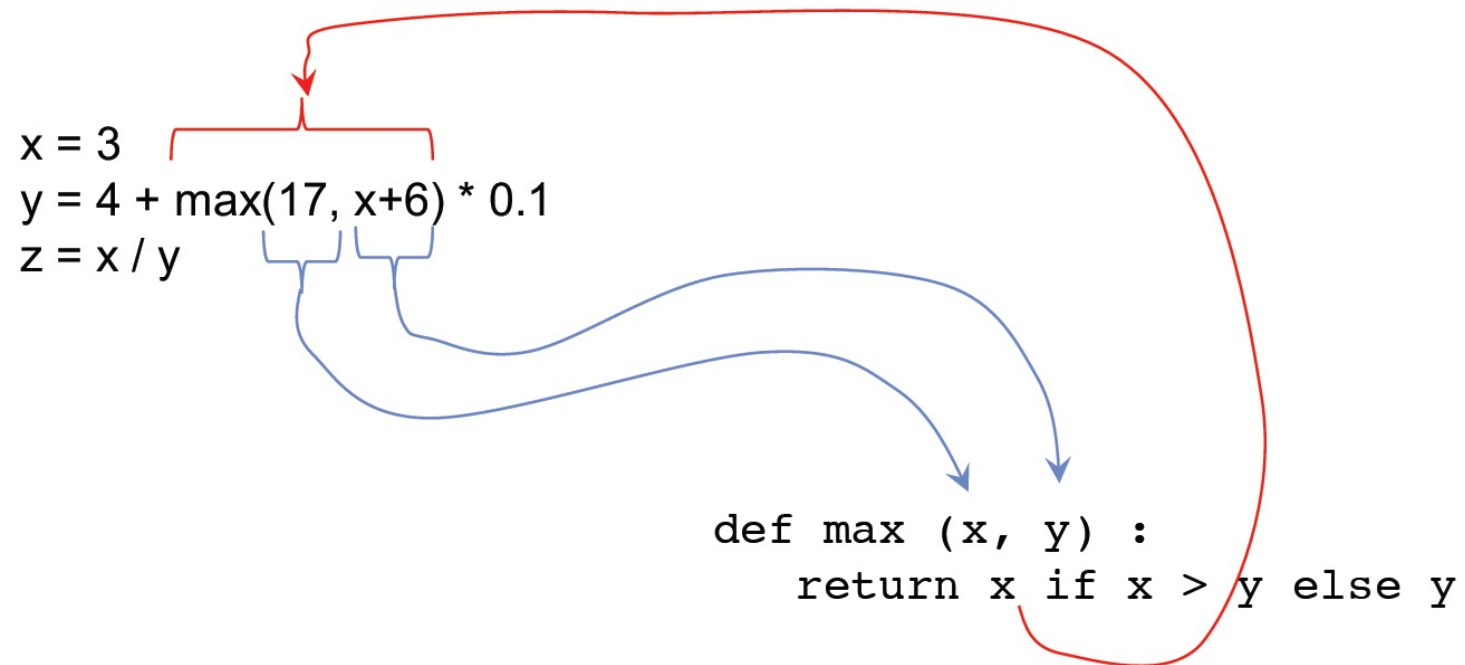 x = 3
y = 4 + max(17, x+6) * 0.1
z = x / y
def max (x, y) :
return x if x > y else y